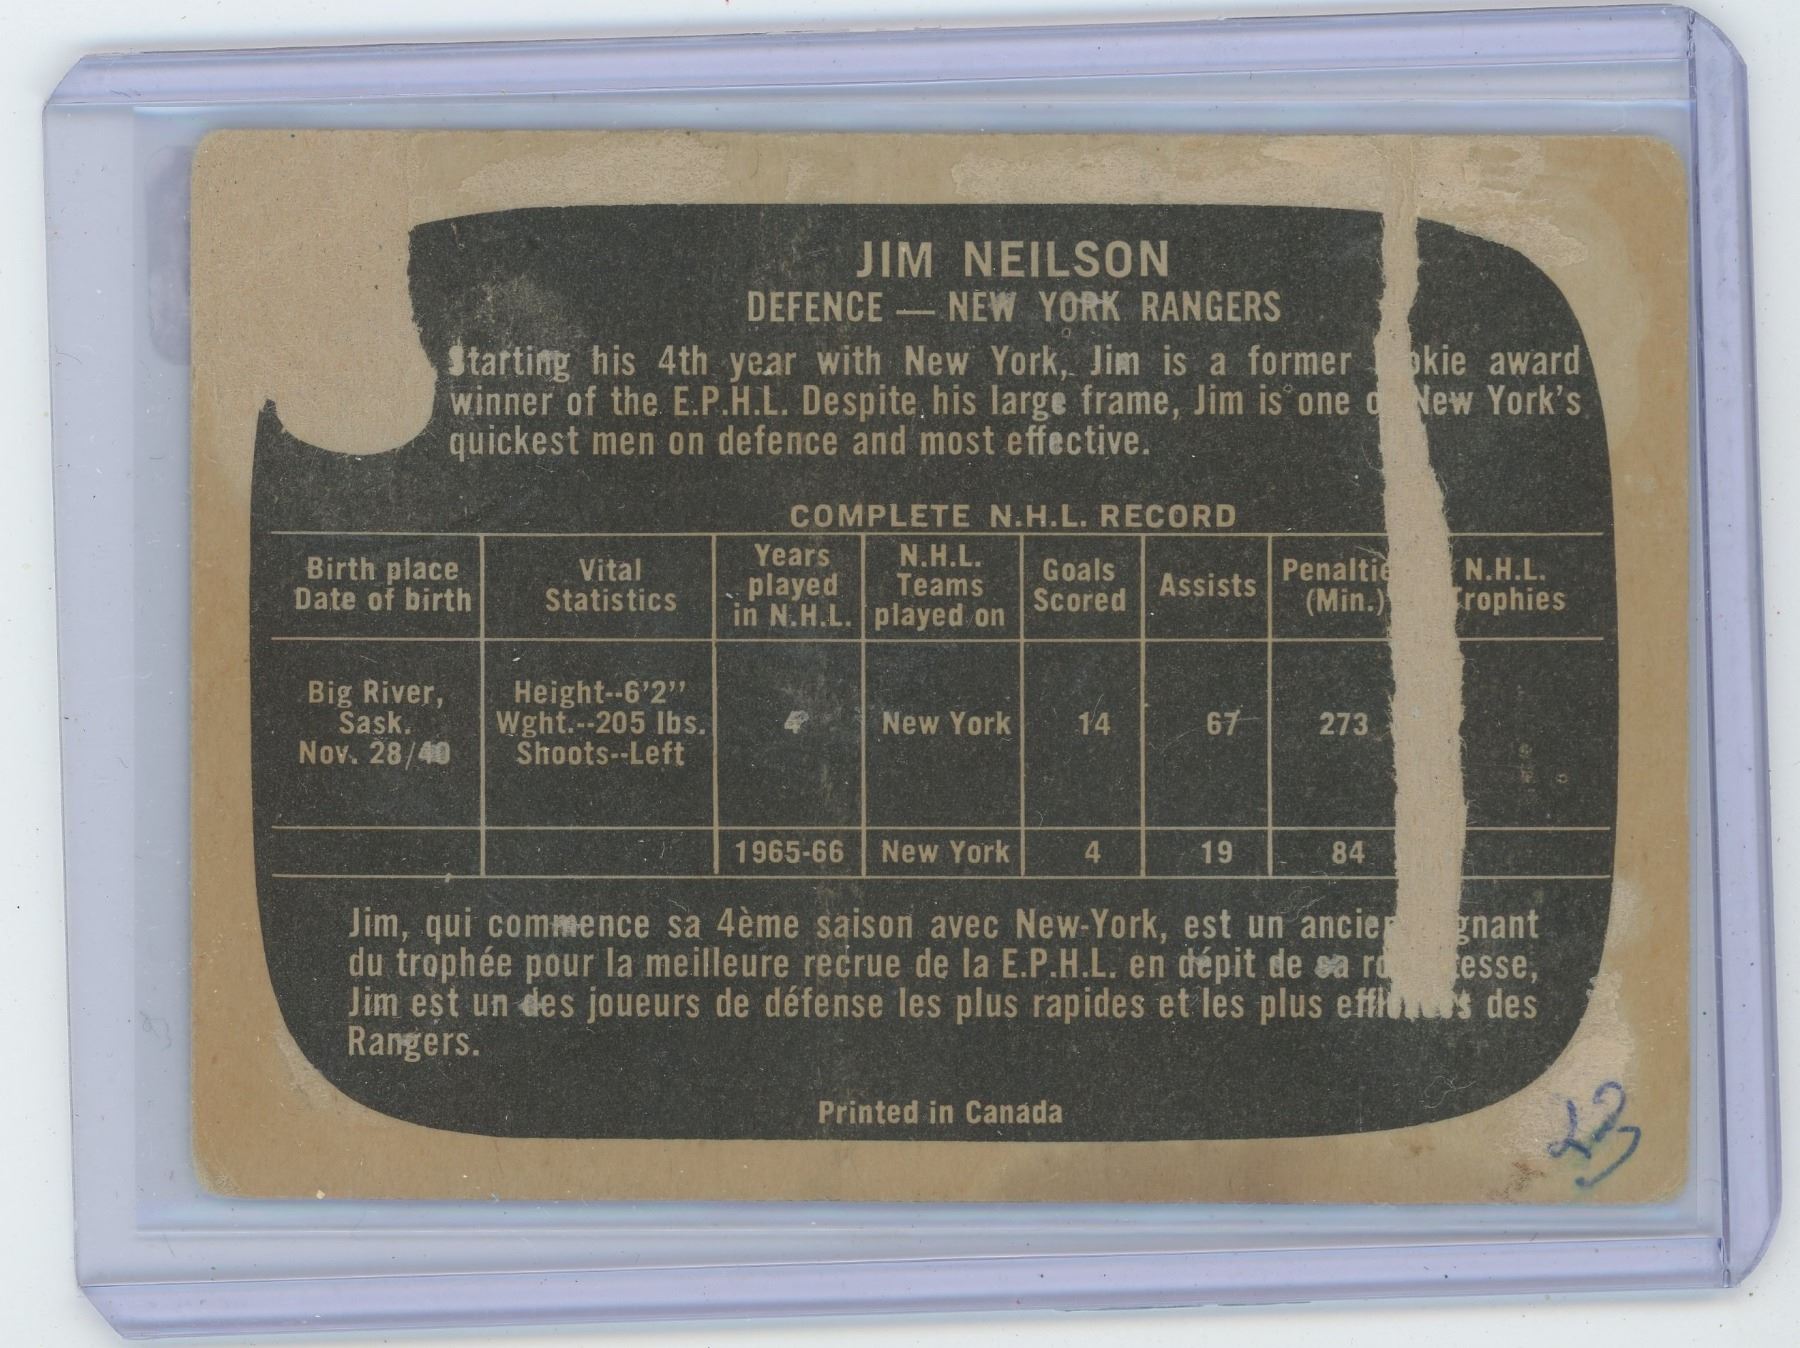 JIM NEILSON
DEFENCE — NEW YORK RANGERS
Starting his 4th year with New York, Jim is a former okie award
winner of the E.P.H.L. Despite his large frame, Jim is one o New York's
quickest men on defence and most effective.
COMPLETE N.H.L. RECORD
Birth place
Date of birth
Vital
Statistics
Years
played
in N.H.L.
N.H.L.
Teams
played on
Goals
Scored
Assists
Penaltie
(Min.)
N.H.L.
Trophies
Big River,
Sask.
Nov. 28/40
Height--6'2"
Wght.--205 lbs.
Shoots--Left
4
New York
14
67
273
1965-66
New York
4
19
84
Jim, qui commence sa 4ème saison avec New-York, est un ancien gnant
du trophée pour la meilleure recrue de la E.P.H.L. en dépit de sa ro esse,
Jim est un des joueurs de défense les plus rapides et les plus des
Rangers.
Printed in Canada